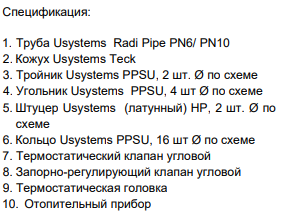 Спецификация:
1. Труба Usystems Radi Pipe PN6/ PN10
2. Кожух Usystems Teck
3. Тройник Usystems PPSU, 2 шт. Ø по схеме
4. Угольник Usystems PPSU, 4 шт Ø по схеме
5. Штуцер Usystems (латунный) НР, 2 шт. Ø по
схеме
6. Кольцо Usystems PPSU, 16 шт Ø по схеме
7. Термостатический клапан угловой
8. Запорно-регулирующий клапан угловой
9. Термостатическая головка
10. Отопительный прибор